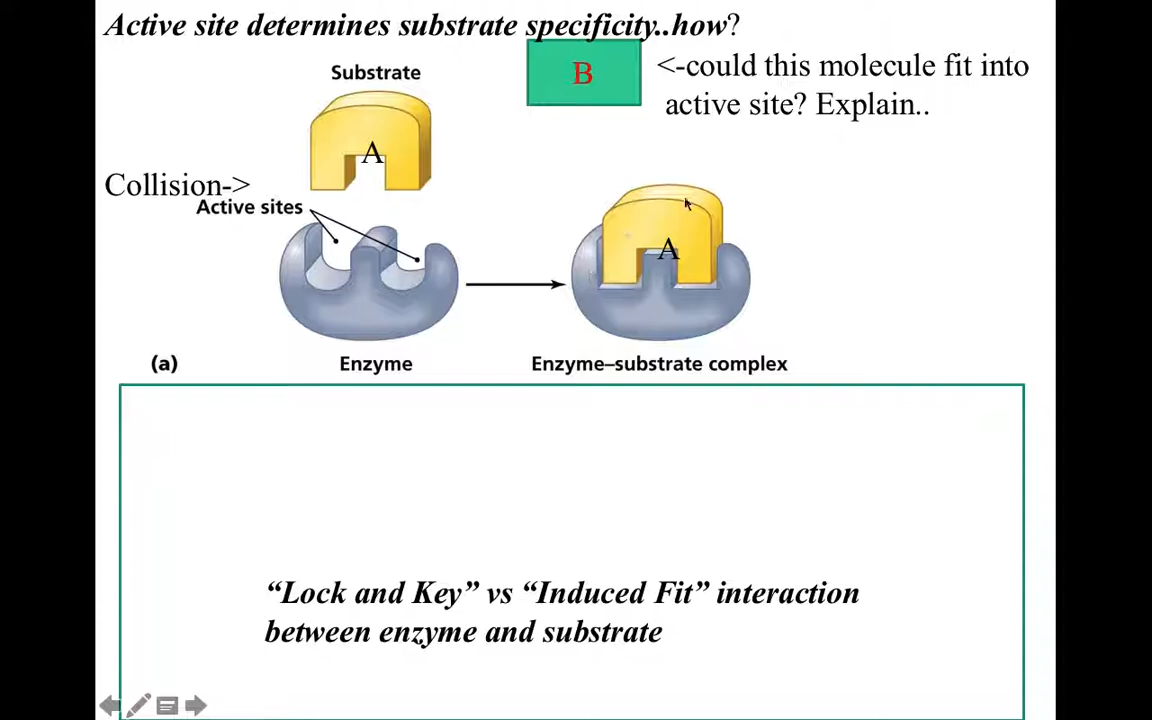 Active site determines substrate specificity..how?
Substrate
B
<-could this molecule fit into
active site? Explain..
A
Collision->
Active sites
A
(a)
Enzyme
Enzyme–substrate complex
“Lock and Key” vs “Induced Fit” interaction
between enzyme and substrate